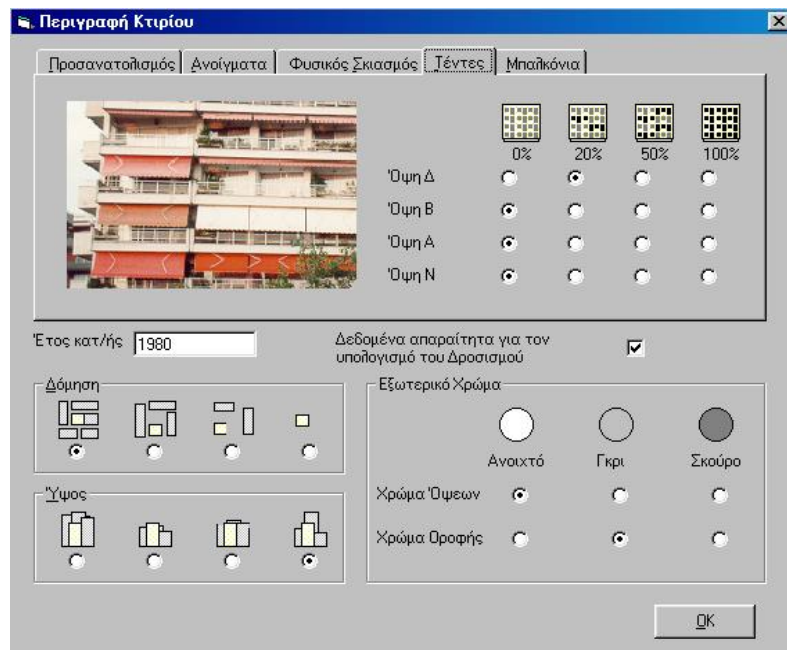 Περιγραφή Κτιρίου
Προσανατολισμός Ανοίγματα Φυσικός Σκιασμός Τέντες Μπαλκόνια
0% 20% 50% 100%
Όψη Δ
Όψη Β
Όψη Α
Όψη Ν
Έτος κατ/ής 1980
Δεδομένα απαραίτητα για τον
υπολογισμό του Δροσισμού
Δόμηση
Εξωτερικό Χρώμα
Ανοιχτό Γκρι Σκούρο
Ύψος
Χρώμα Όψεων
Χρώμα Οροφής
OK